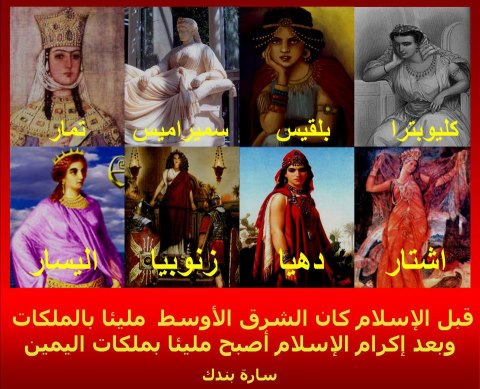 كليوبترا
بلقيس
سميراميس
تمار
اشتار
دهيا
زنوبيا
اليسار
قبل الإسلام كان الشرق الأوسط مليئا بالملكات
وبعد إكرام الإسلام أصبح مليئا بملكات اليمين
سارة بندك